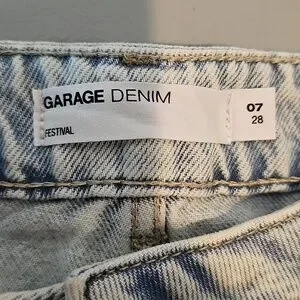 GARAGE DENIM
FESTIVAL
07
28